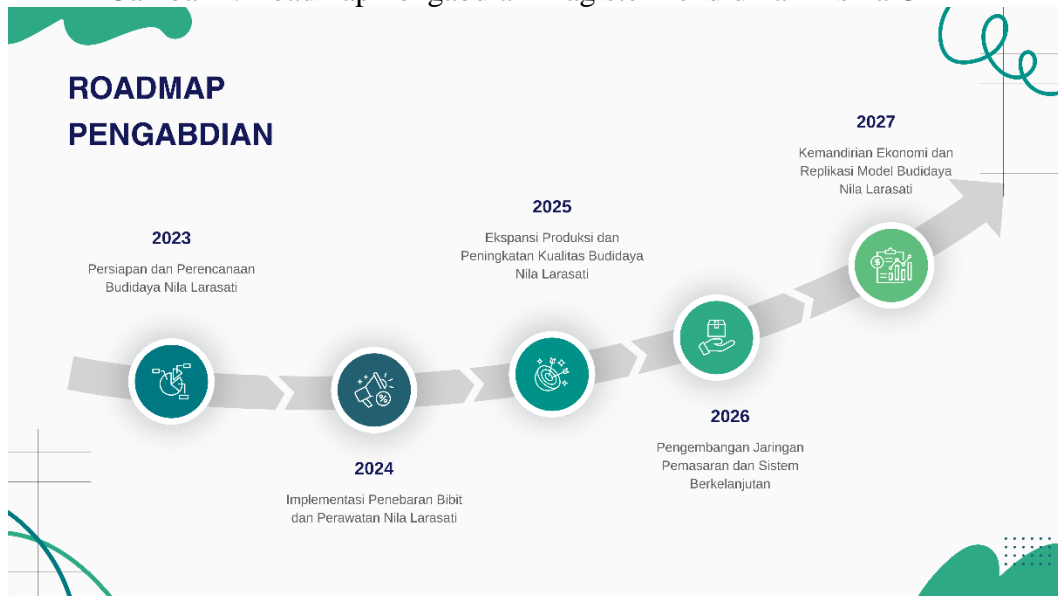 ROADMAP
PENGABDIAN
2023
Persiapan dan Perencanaan
Budidaya Nila Larasati
2024
Implementasi Penebaran Bibit
dan Perawatan Nila Larasati
2025
Ekspansi Produksi dan
Peningkatan Kualitas Budidaya
Nila Larasati
2026
Pengembangan Jaringan
Pemasaran dan Sistem
Berkelanjutan
2027
Kemandirian Ekonomi dan
Replikasi Model Budidaya
Nila Larasati